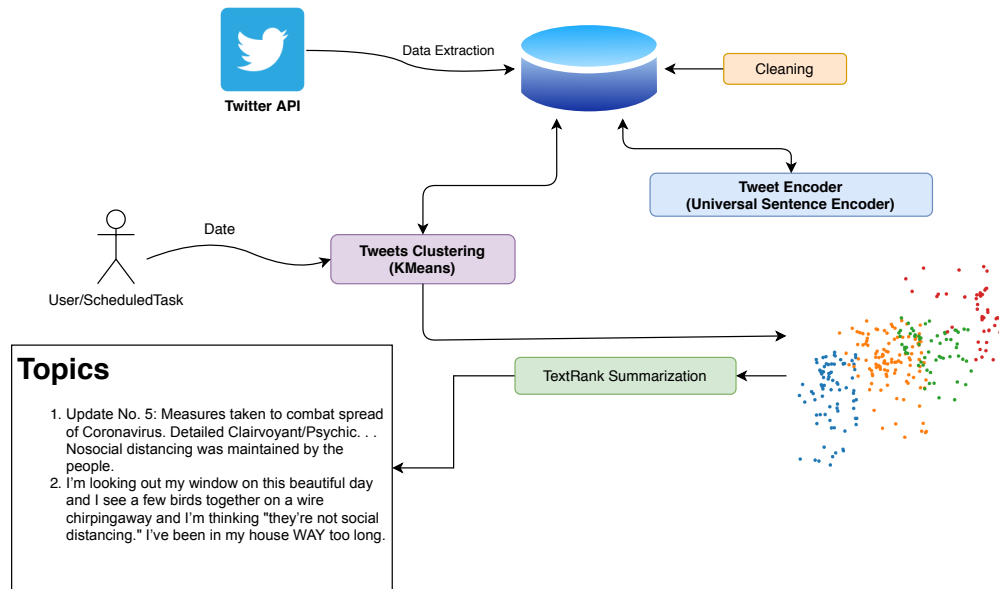 Data Extraction
Cleaning
Twitter API
Tweet Encoder
(Universal Sentence Encoder)
Date
Tweets Clustering
(KMeans)
User/ScheduledTask
TextRank Summarization
Topics
1. Update No. 5: Measures taken to combat spread
of Coronavirus. Detailed Clairvoyant/Psychic. . .
Nosocial distancing was maintained by the
people.
2. I'm looking out my window on this beautiful day
and I see a few birds together on a wire
chirpingaway and I'm thinking "they're not social
distancing." I've been in my house WAY too long.